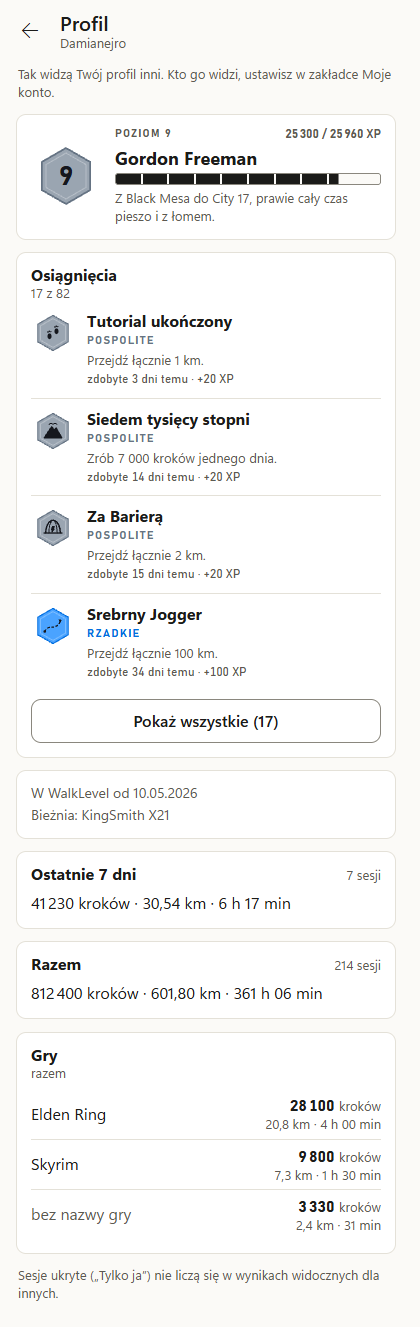 Profil
Damianejro
Tak widzą Twój profil inni. Kto go widzi, ustawisz w zakładce Moje
konto.
POZIOM 9
25 300 / 25 960 XP
9
Gordon Freeman
Z Black Mesa do City 17, prawie cały czas
pieszo i z łomem.
Osiągnięcia
17 z 82
Tutorial ukończony
POSPOLITE
Przejdź łącznie 1 km.
zdobyte 3 dni temu · +20 XP
Siedem tysięcy stopni
POSPOLITE
Zrób 7 000 kroków jednego dnia.
zdobyte 14 dni temu · +20 XP
Za Barierą
POSPOLITE
Przejdź łącznie 2 km.
zdobyte 15 dni temu · +20 XP
Srebrny Jogger
RZADKIE
Przejdź łącznie 100 km.
zdobyte 34 dni temu · +100 XP
Pokaż wszystkie (17)
W WalkLevel od 10.05.2026
Bieżnia: KingSmith X21
Ostatnie 7 dni
7 sesji
41 230 kroków · 30,54 km · 6 h 17 min
Razem
214 sesji
812 400 kroków · 601,80 km · 361 h 06 min
Gry
razem
Elden Ring
28 100 kroków
20,8 km · 4 h 00 min
Skyrim
9 800 kroków
7,3 km · 1 h 30 min
bez nazwy gry
3 330 kroków
2,4 km · 31 min
Sesje ukryte („Tylko ja”) nie liczą się w wynikach widocznych dla
innych.